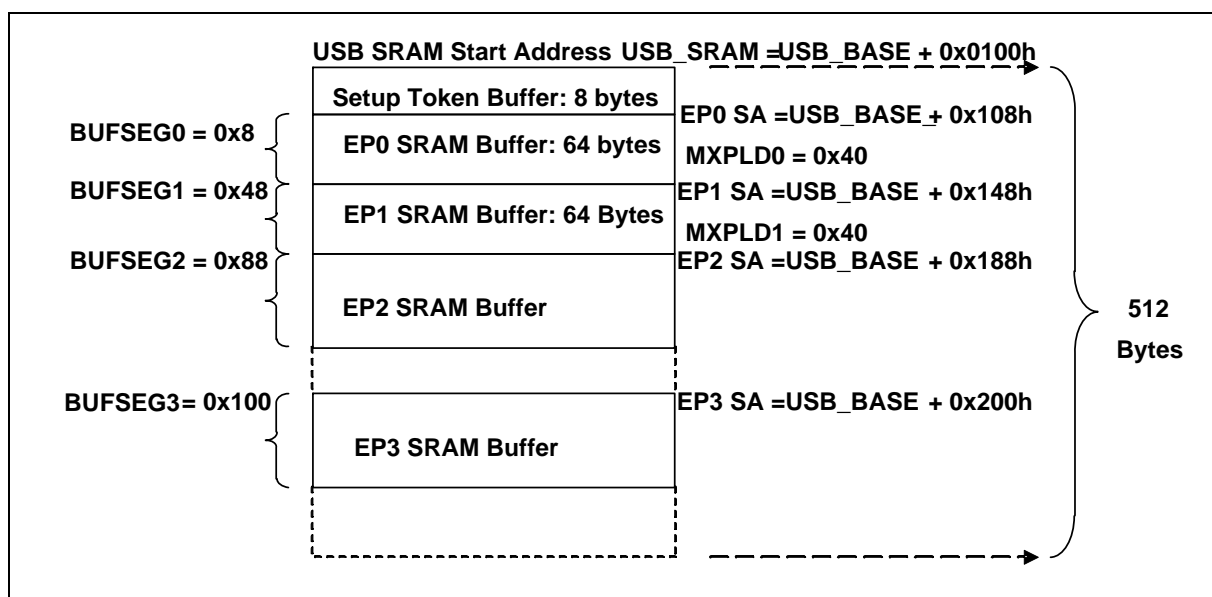 USB SRAM Start Address USB_SRAM =USB_BASE + 0x0100h
Setup Token Buffer: 8 bytes
EP0 SA =USB_BASE + 0x108h
BUFSEG0 = 0x8
EP0 SRAM Buffer: 64 bytes
MXPLD0 = 0x40
BUFSEG1 = 0x48
EP1 SA =USB_BASE + 0x148h
EP1 SRAM Buffer: 64 Bytes
MXPLD1 = 0x40
BUFSEG2 = 0x88
EP2 SA =USB_BASE + 0x188h
EP2 SRAM Buffer
512
Bytes
BUFSEG3 = 0x100
EP3 SA =USB_BASE + 0x200h
EP3 SRAM Buffer